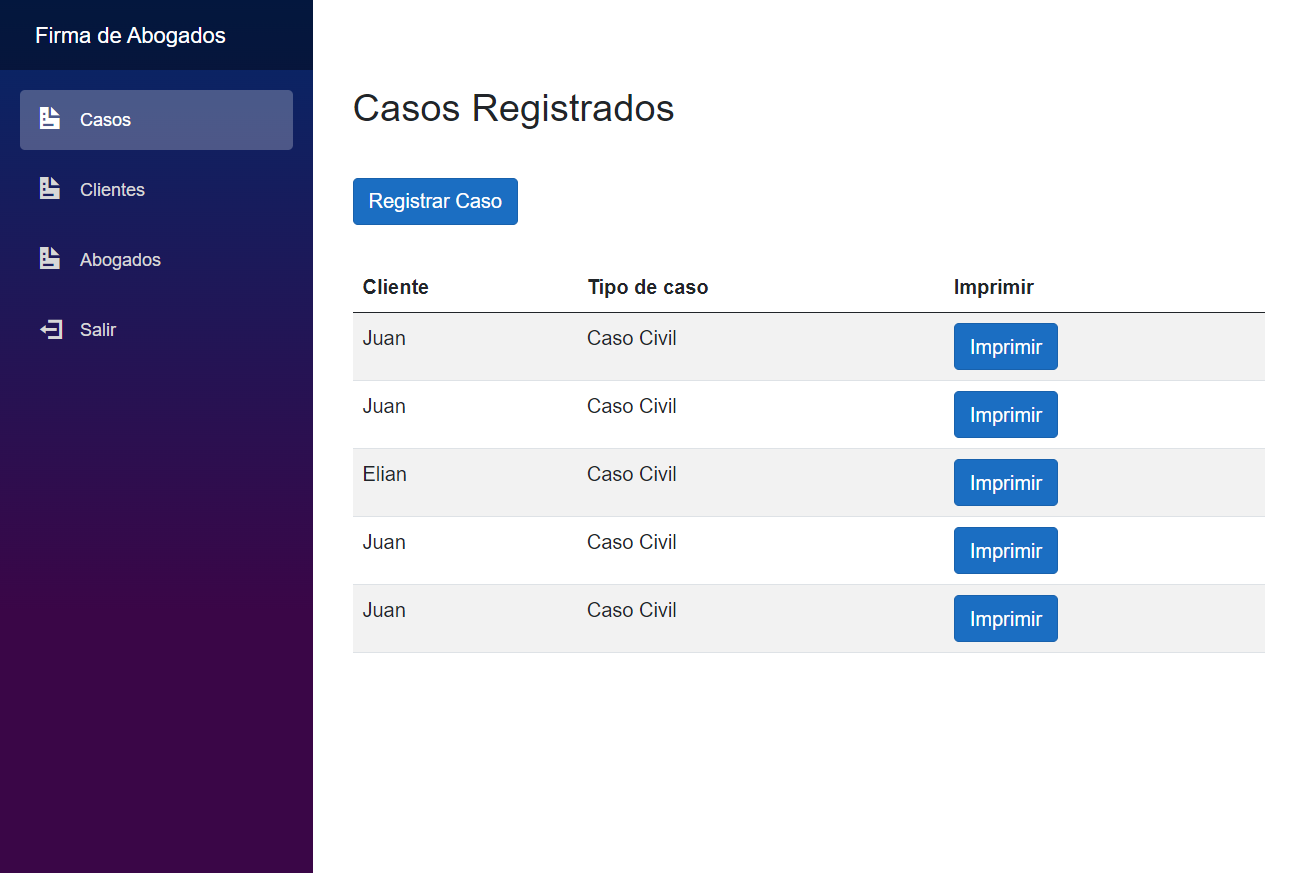 Firma de Abogados
Casos
Clientes
Abogados
Salir
Casos Registrados
Registrar Caso
Cliente Tipo de caso Imprimir
Juan Caso Civil Imprimir
Juan Caso Civil Imprimir
Elian Caso Civil Imprimir
Juan Caso Civil Imprimir
Juan Caso Civil Imprimir